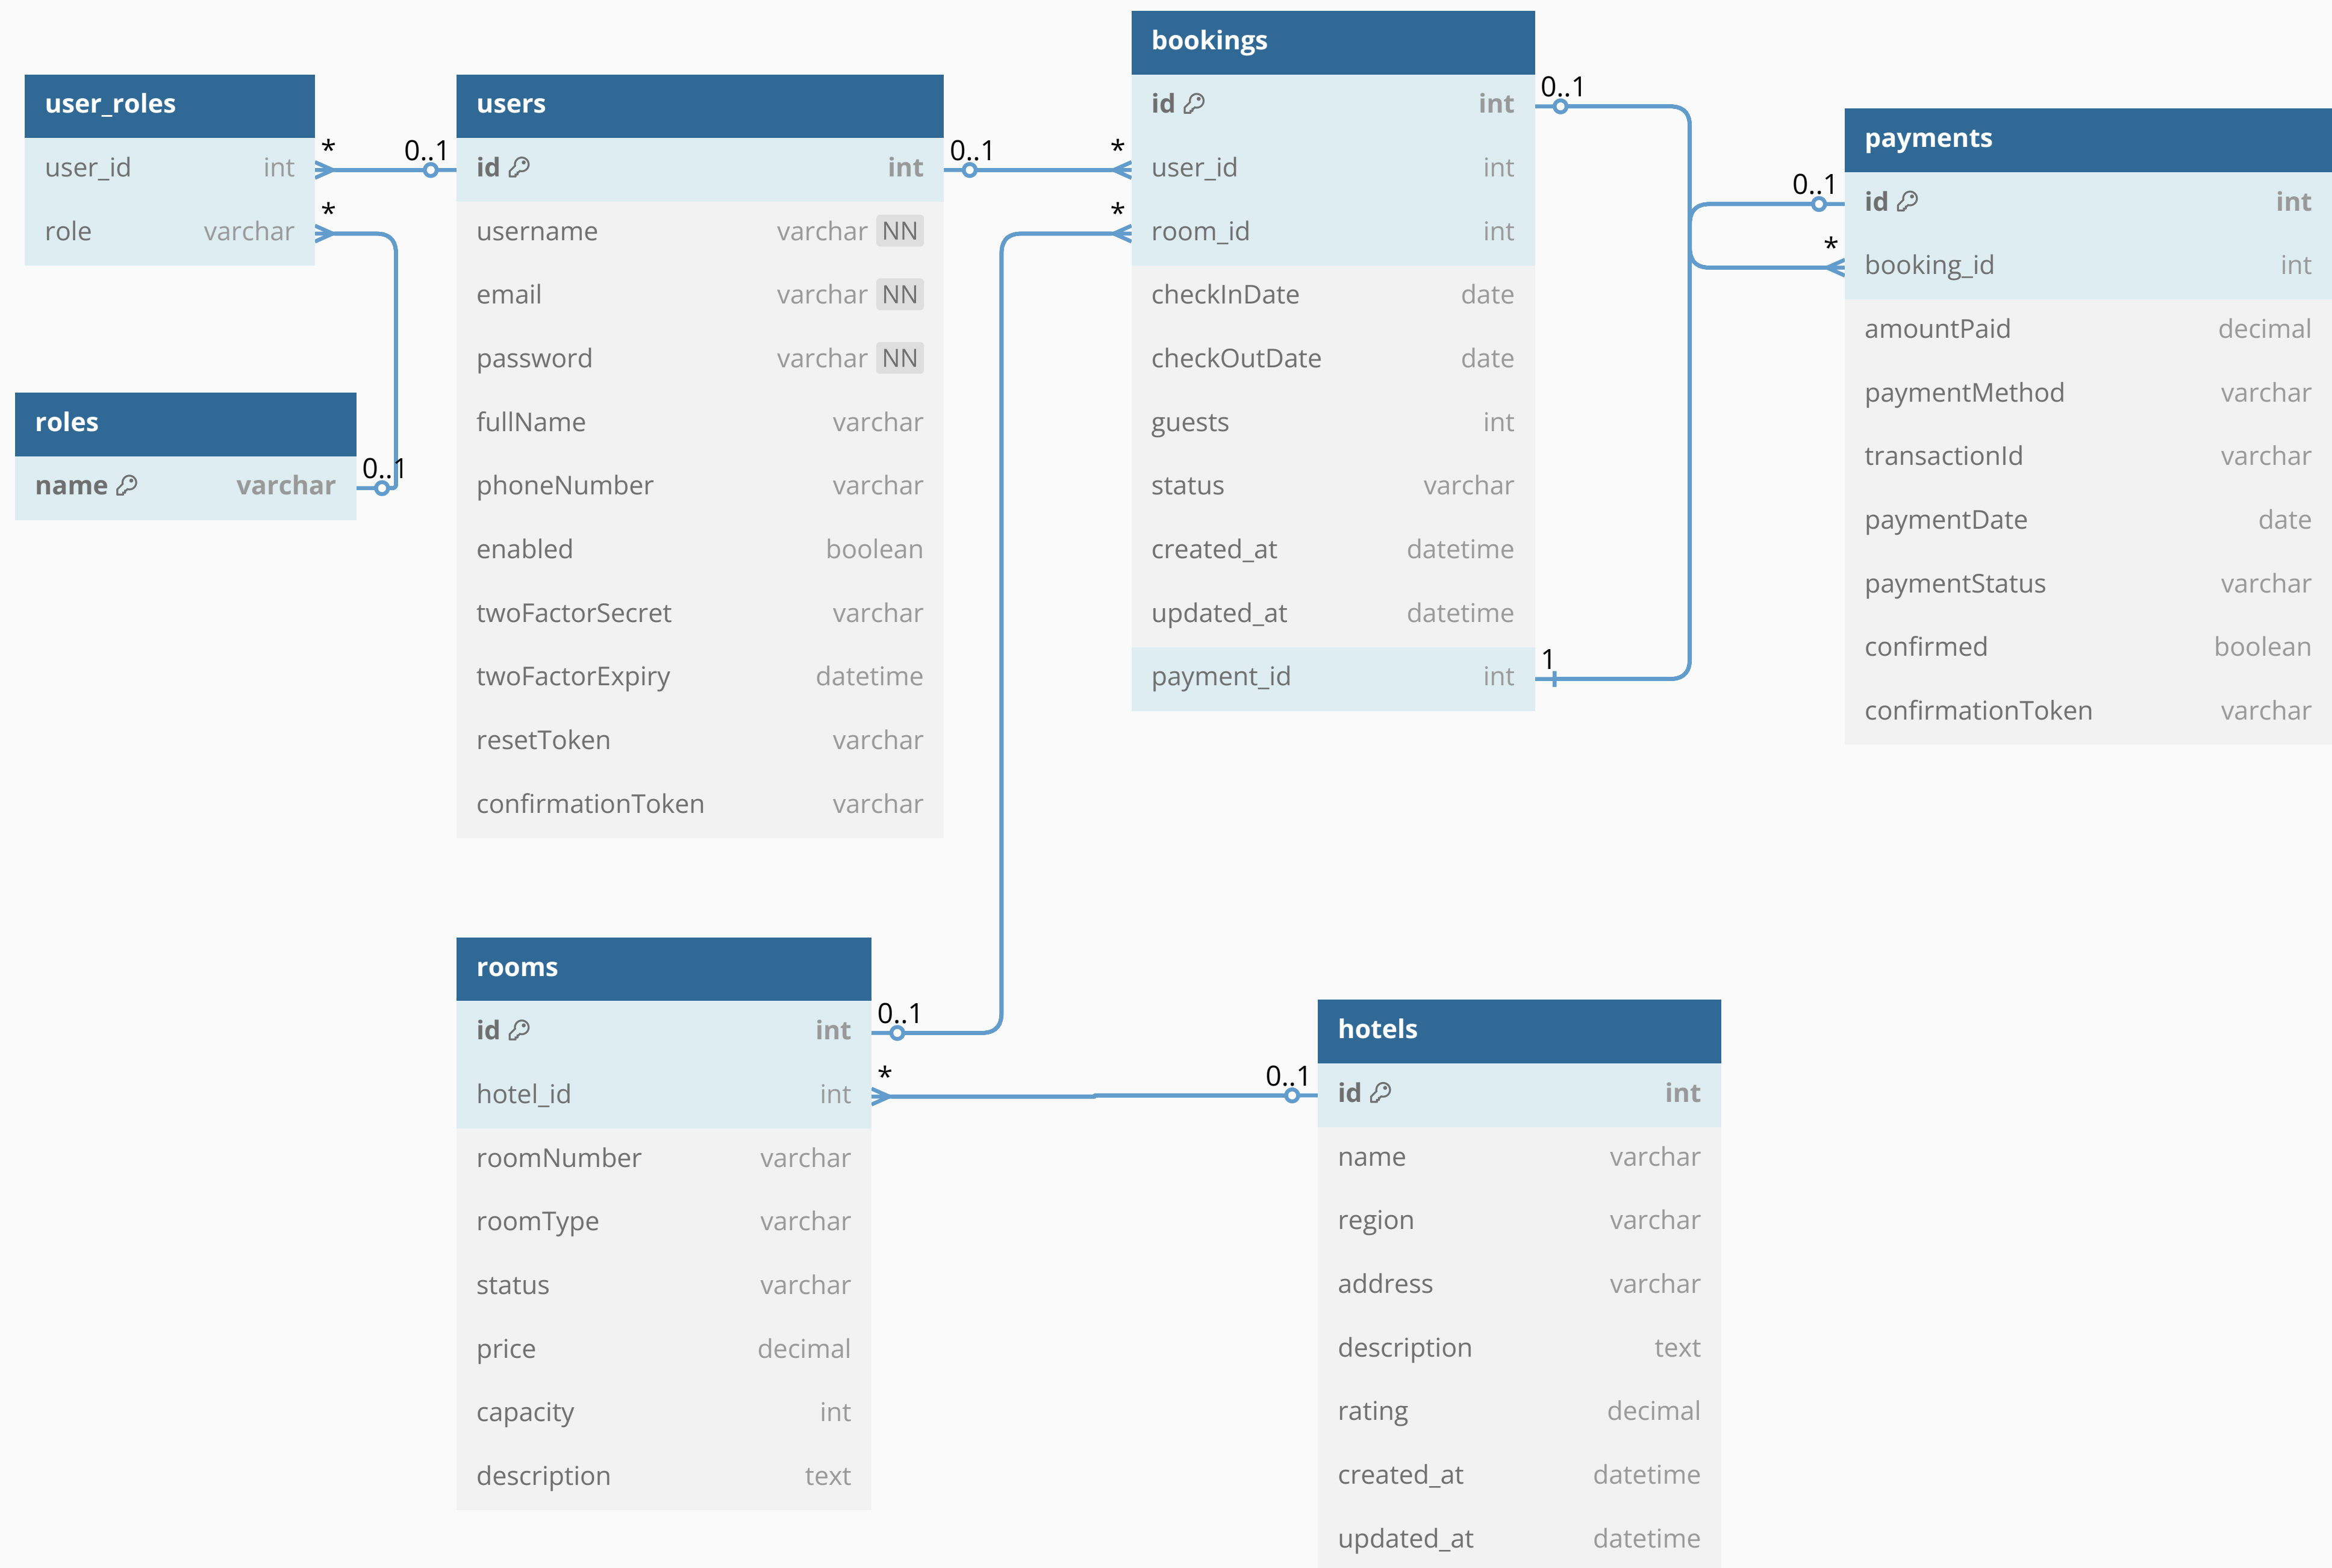 user_roles
user_id int
role varchar
*
*
0..1
roles
name varchar
0..1
users
id int
username varchar NN
email varchar NN
password varchar NN
fullName varchar
phoneNumber varchar
enabled boolean
twoFactorSecret varchar
twoFactorExpiry datetime
resetToken varchar
confirmationToken varchar
0..1
*
*
bookings
id int
user_id int
room_id int
checkInDate date
checkOutDate date
guests int
status varchar
created_at datetime
updated_at datetime
payment_id int
0..1
1
0..1
*
payments
id int
booking_id int
amountPaid decimal
paymentMethod varchar
transactionId varchar
paymentDate date
paymentStatus varchar
confirmed boolean
confirmationToken varchar
rooms
id int
hotel_id int
roomNumber varchar
roomType varchar
status varchar
price decimal
capacity int
description text
0..1
*
0..1
hotels
id int
name varchar
region varchar
address varchar
description text
rating decimal
created_at datetime
updated_at datetime